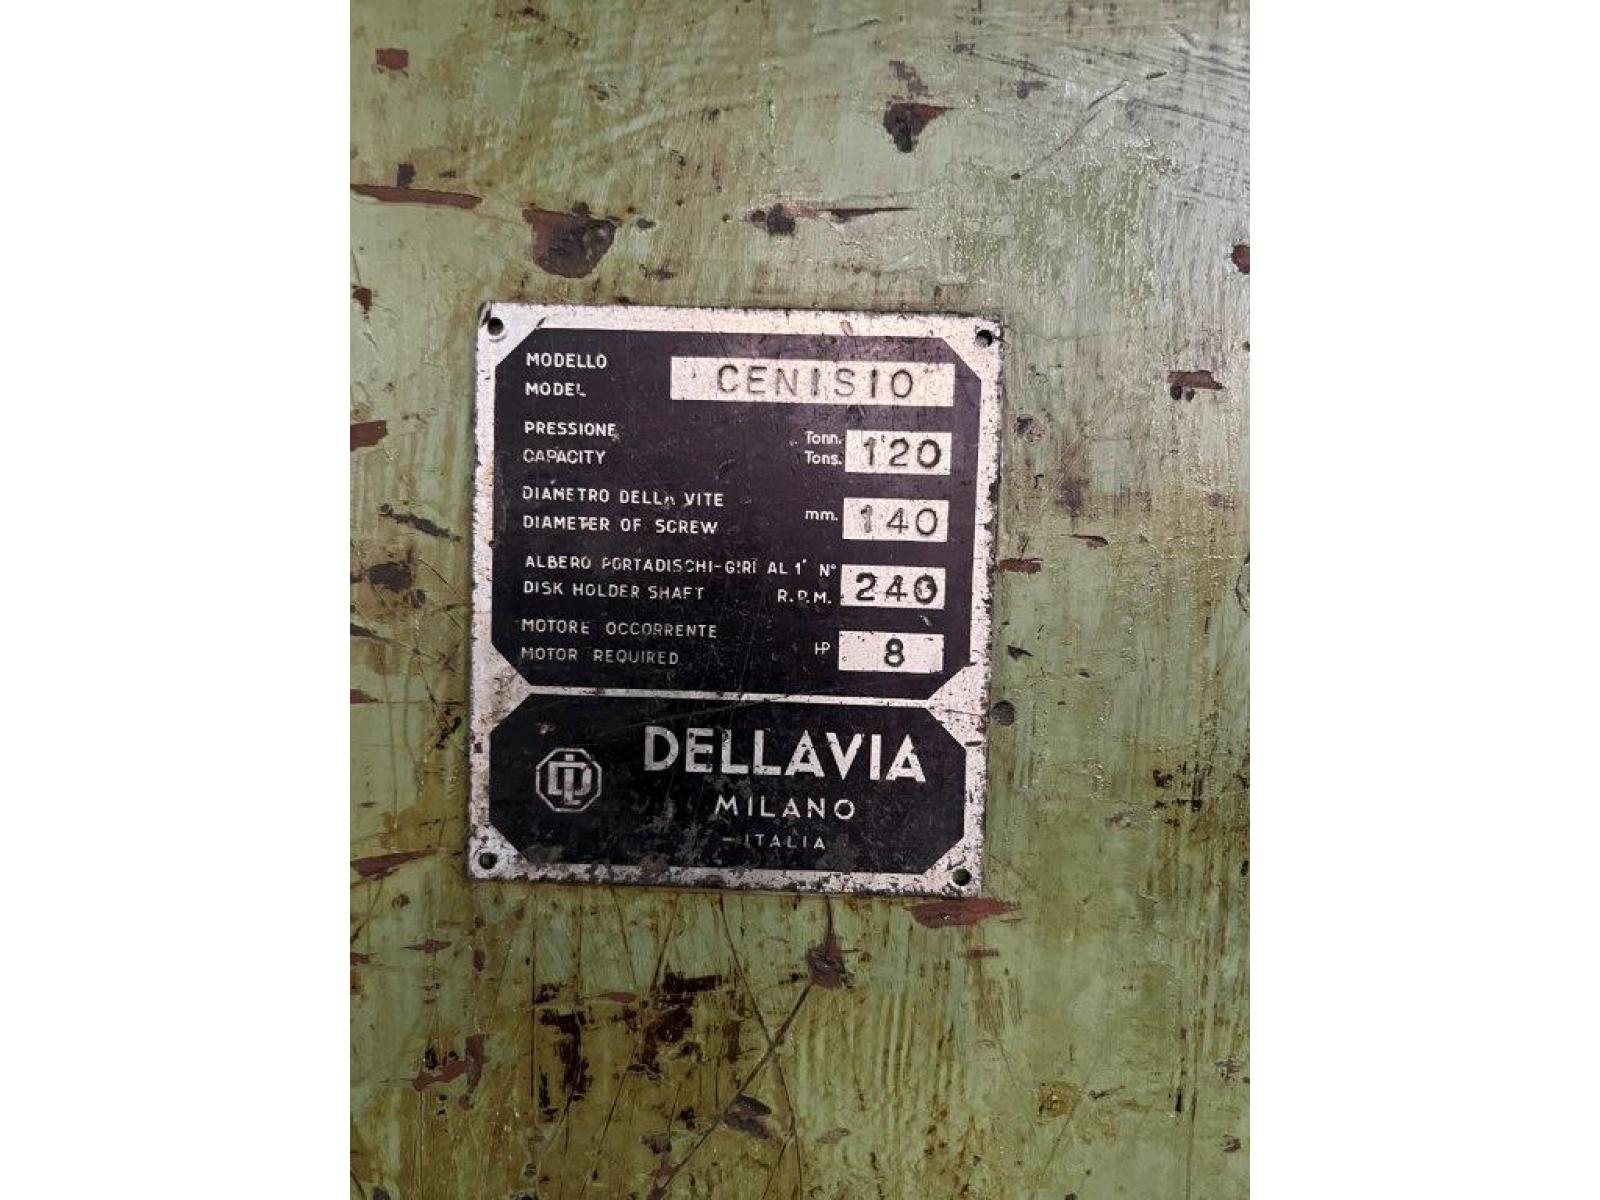 MODELLO
MODEL
CENISIO
PRESSIONE
CAPACITY
Tonn.
Tons.
120
DIAMETRO DELLA VITE
DIAMETER OF SCREW
mm.
140
ALBERO PORTADISCHI-GIRI AL 1' N°
DISK HOLDER SHAFT R.P.M.
240
MOTORE OCCORRENTE
MOTOR REQUIRED
HP
8
DELLAVIA
MILANO
-ITALIA